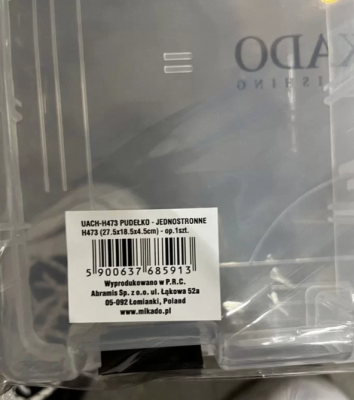 KADO
ISHING
UACH-H473 PUDEŁKO - JEDNOSTRONNE
H473 (27.5x18.5x4.5cm) - op.1szt.
5 900637 685913
Wyprodukowano w P.R.C.
Abramis Sp. z o.o. ul. Łąkowa 52a
05-092 Łomianki, Poland
www.mikado.pl